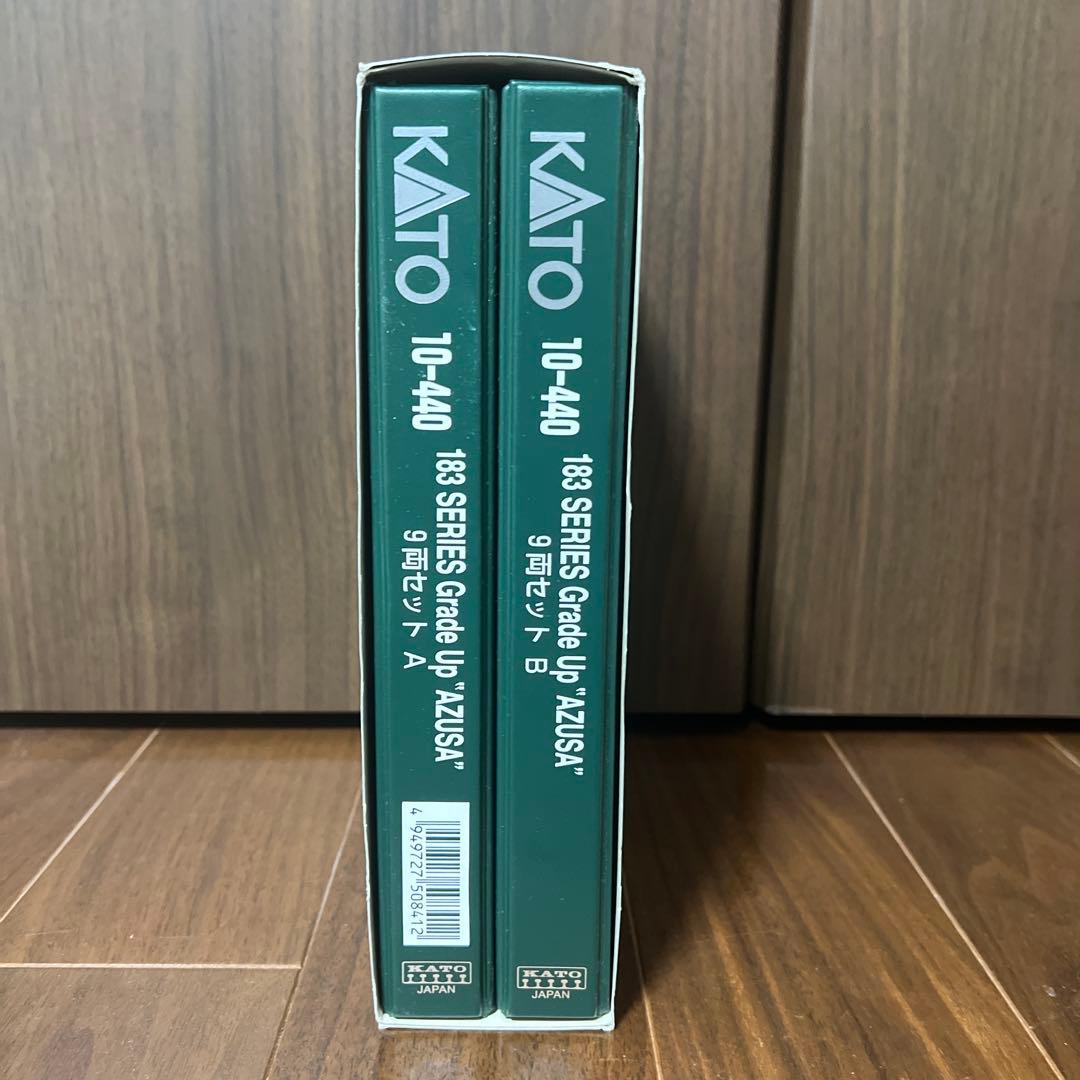 KATO
10-440
183 SERIES Grade Up "AZUSA"
9両セット A
4 949727 508412
KATO
JAPAN
KATO
10-440
183 SERIES Grade Up "AZUSA"
9両セット B
KATO
JAPAN